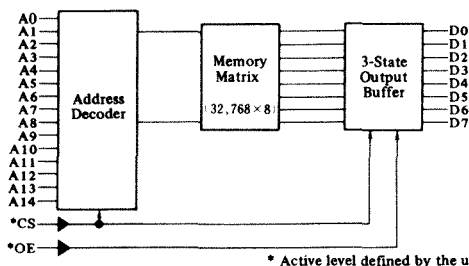 A0
A1
A2
A3
A4
A5
A6
A7
A8
A9
A10
A11
A12
A13
A14
*CS
*OE
Address
Decoder
Memory
Matrix
(32,768×8)
3-State
Output
Buffer
D0
D1
D2
D3
D4
D5
D6
D7
* Active level defined by the u